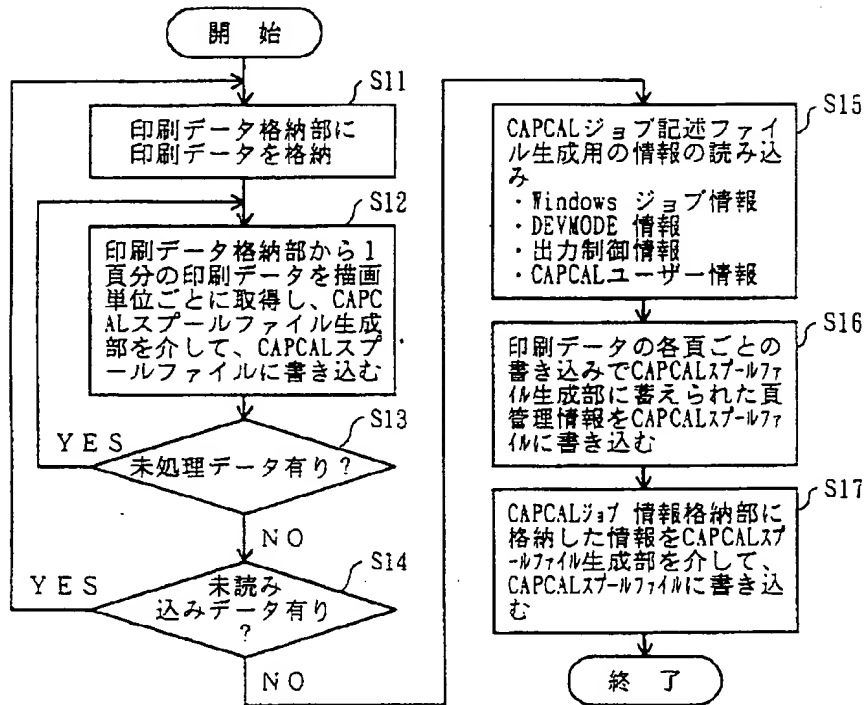 開 始
S11
印刷データ格納部に
印刷データを格納
S12
印刷データ格納部から1
頁分の印刷データを描画
単位ごとに取得し、CAPC
ALスプールファイル生成
部を介して、CAPCALスプ
ールファイルに書き込む
S13
YES
未処理データ有り?
NO
S14
YES
未読み
込みデータ有り
?
NO
S15
CAPCALジョブ記述ファイ
ル生成用の情報の読み込
み
・Windows ジョブ情報
・DEVMODE 情報
・出力制御情報
・CAPCALユーザー情報
S16
印刷データの各頁ごとの
書き込みでCAPCALスプールファ
イル生成部に蓄えられた頁
管理情報をCAPCALスプールファ
イルに書き込む
S17
CAPCALジョブ 情報格納部に
格納した情報をCAPCALスプ
ールファイル生成部を介して、
CAPCALスプールファイルに書き込
む
終 了